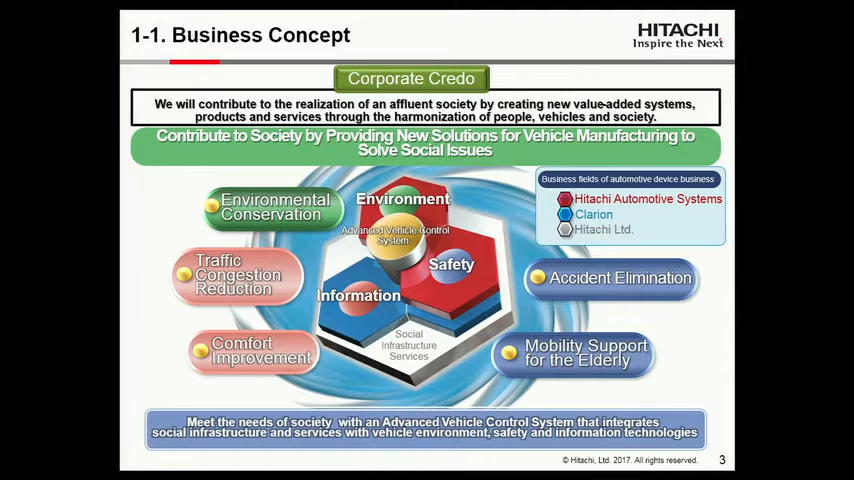 1-1. Business Concept
HITACHI
Inspire the Next
Corporate Credo
We will contribute to the realization of an affluent society by creating new value-added systems,
products and services through the harmonization of people, vehicles and society.
Contribute to Society by Providing New Solutions for Vehicle Manufacturing to
Solve Social Issues
Business fields of automotive device business
Hitachi Automotive Systems
Clarion
Hitachi Ltd.
Environmental
Conservation
Environment
Advanced Vehicle Control
System
Traffic
Congestion
Reduction
Safety
Accident Elimination
Information
Comfort
Improvement
Social
Infrastructure
Services
Mobility Support
for the Elderly
Meet the needs of society with an Advanced Vehicle Control System that integrates
social infrastructure and services with vehicle environment, safety and information technologies
© Hitachi, Ltd. 2017. All rights reserved.
3